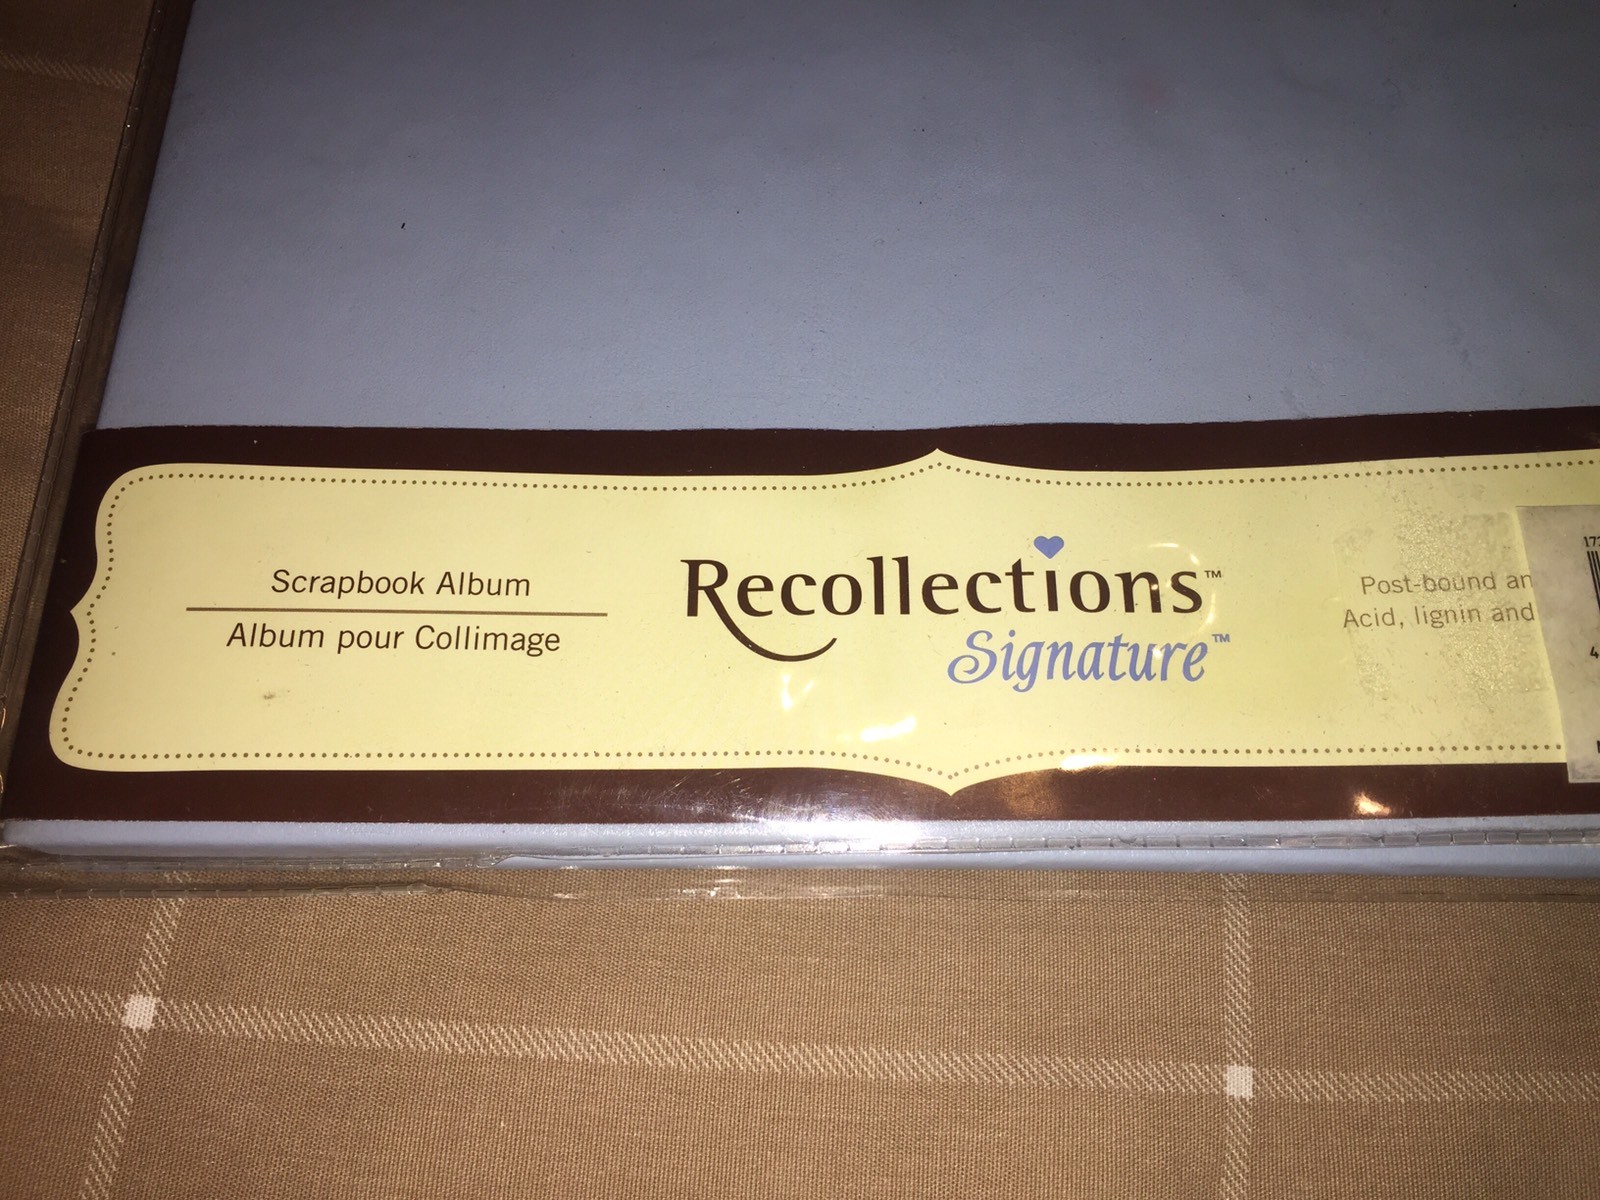 Scrapbook Album
Album pour Collimage
Recollections™
Signature™
Post-bound an
Acid, lignin and